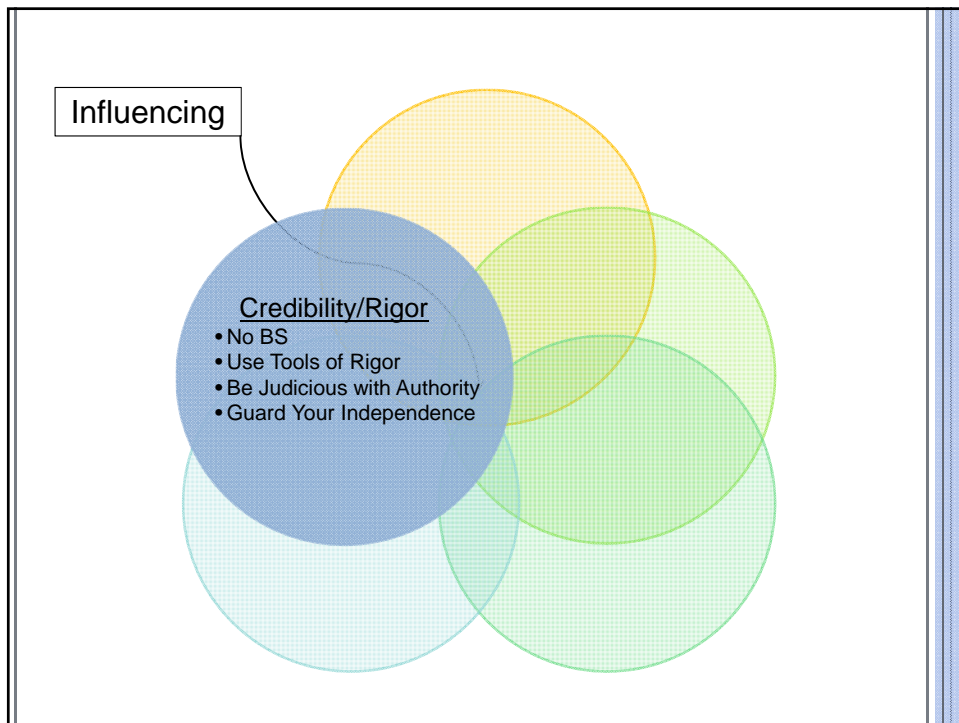 Influencing
Credibility/Rigor
• No BS
• Use Tools of Rigor
• Be Judicious with Authority
• Guard Your Independence